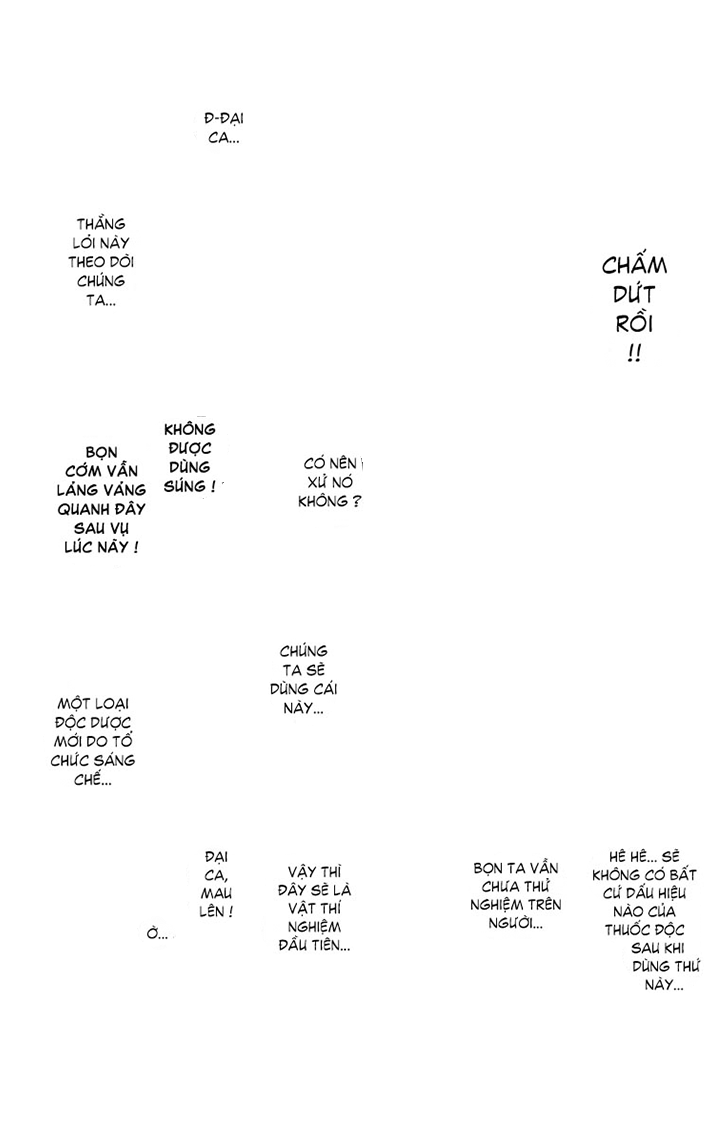 CHẤM
DỨT
RỒI
!!
Đ-ĐẠI
CA...
THẰNG
LỎI NÀY
THEO DÕI
CHÚNG
TA...
CÓ NÊN
XỬ NÓ
KHÔNG ?
KHÔNG
ĐƯỢC
DÙNG
SÚNG !
BỌN
CỚM VẪN
LẢNG VẢNG
QUANH ĐÂY
SAU VỤ
LÚC NÃY !
CHÚNG
TA SẼ
DÙNG CÁI
NÀY...
MỘT LOẠI
ĐỘC DƯỢC
MỚI DO TỔ
CHỨC SÁNG
CHẾ...
HÊ HÊ... SẼ
KHÔNG CÓ BẤT
CỨ DẤU HIỆU
NÀO CỦA
THUỐC ĐỘC
SAU KHI
DÙNG THỨ
NÀY...
BỌN TA VẪN
CHƯA THỬ
NGHIỆM TRÊN
NGƯỜI...
VẬY THÌ
ĐÂY SẼ LÀ
VẬT THÍ
NGHIỆM
ĐẦU TIÊN...
ĐẠI
CA,
MAU
LÊN !
Ờ...